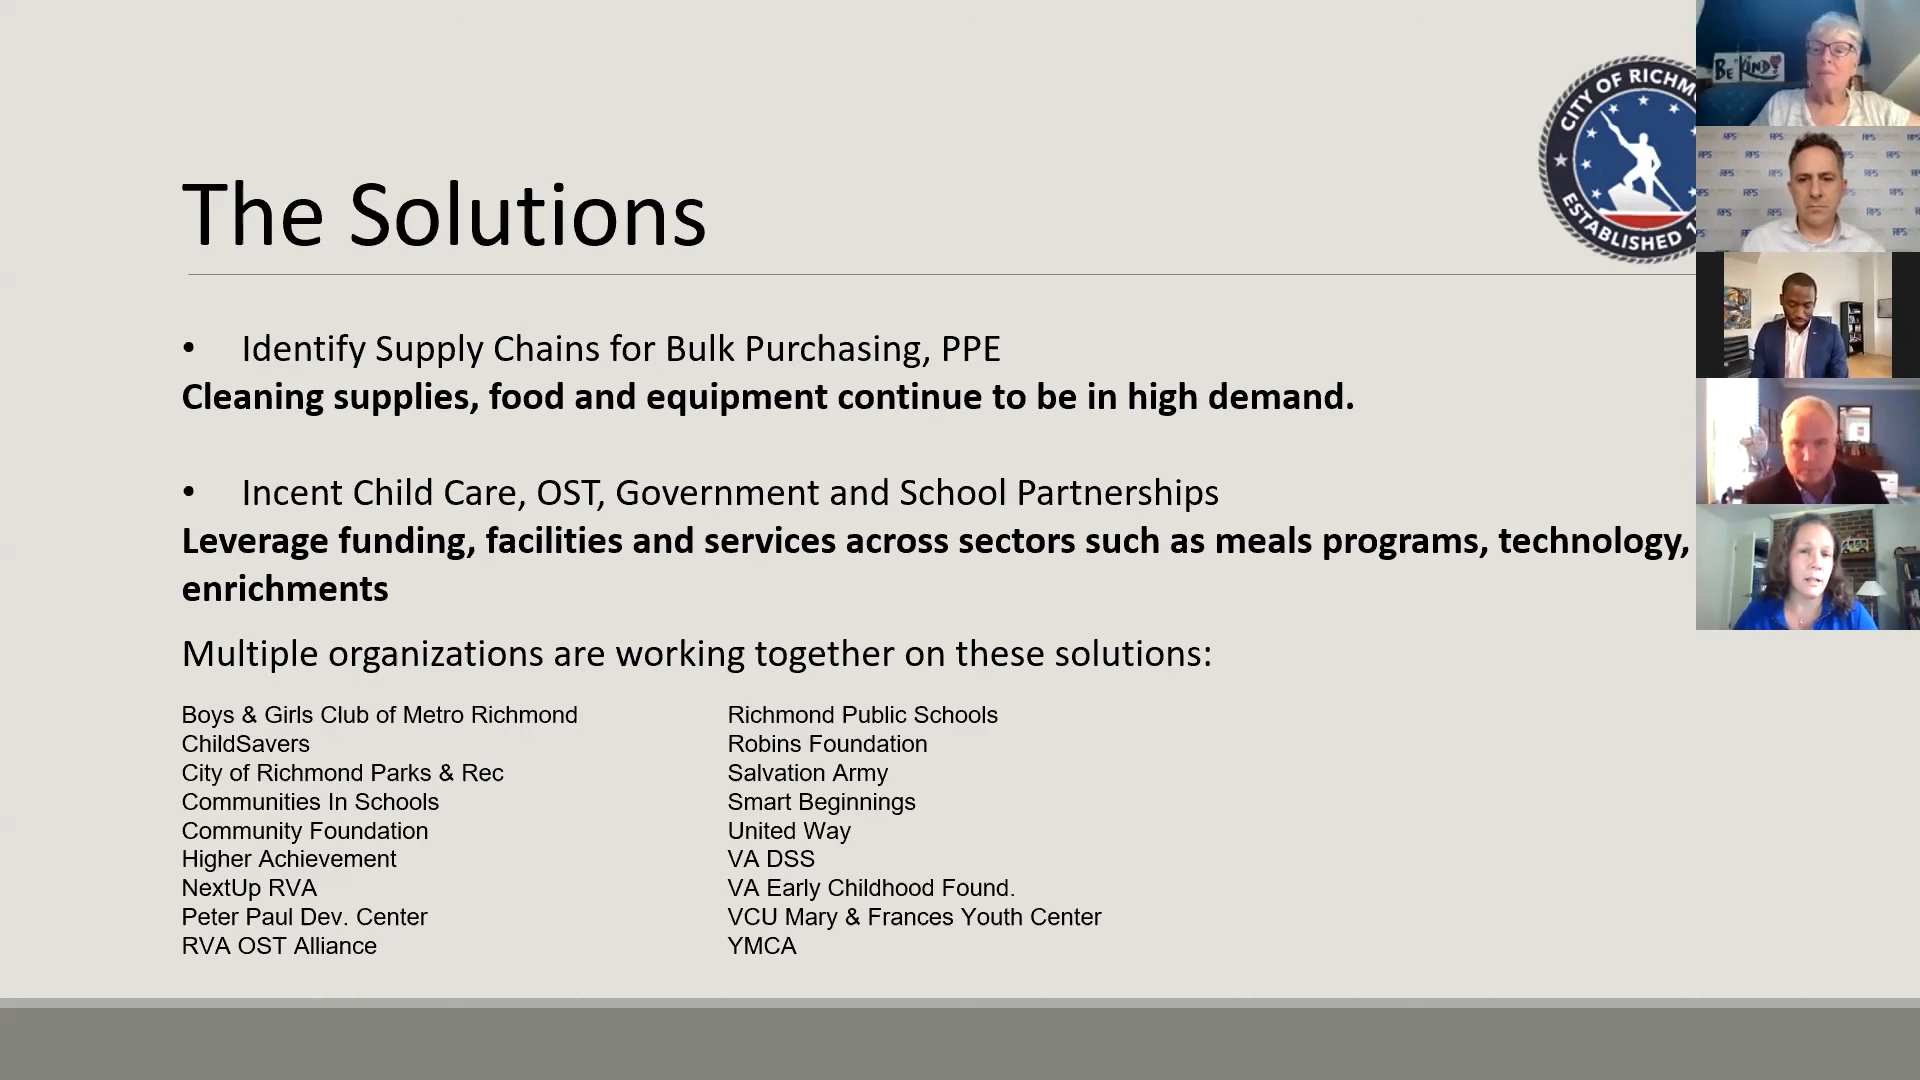 The Solutions
CITY OF RICHM
ESTABLISHED 1
BE KIND!
RPS
• Identify Supply Chains for Bulk Purchasing, PPE
Cleaning supplies, food and equipment continue to be in high demand.
• Incent Child Care, OST, Government and School Partnerships
Leverage funding, facilities and services across sectors such as meals programs, technology,
enrichments
Multiple organizations are working together on these solutions:
Boys & Girls Club of Metro Richmond
ChildSavers
City of Richmond Parks & Rec
Communities In Schools
Community Foundation
Higher Achievement
NextUp RVA
Peter Paul Dev. Center
RVA OST Alliance
Richmond Public Schools
Robins Foundation
Salvation Army
Smart Beginnings
United Way
VA DSS
VA Early Childhood Found.
VCU Mary & Frances Youth Center
YMCA